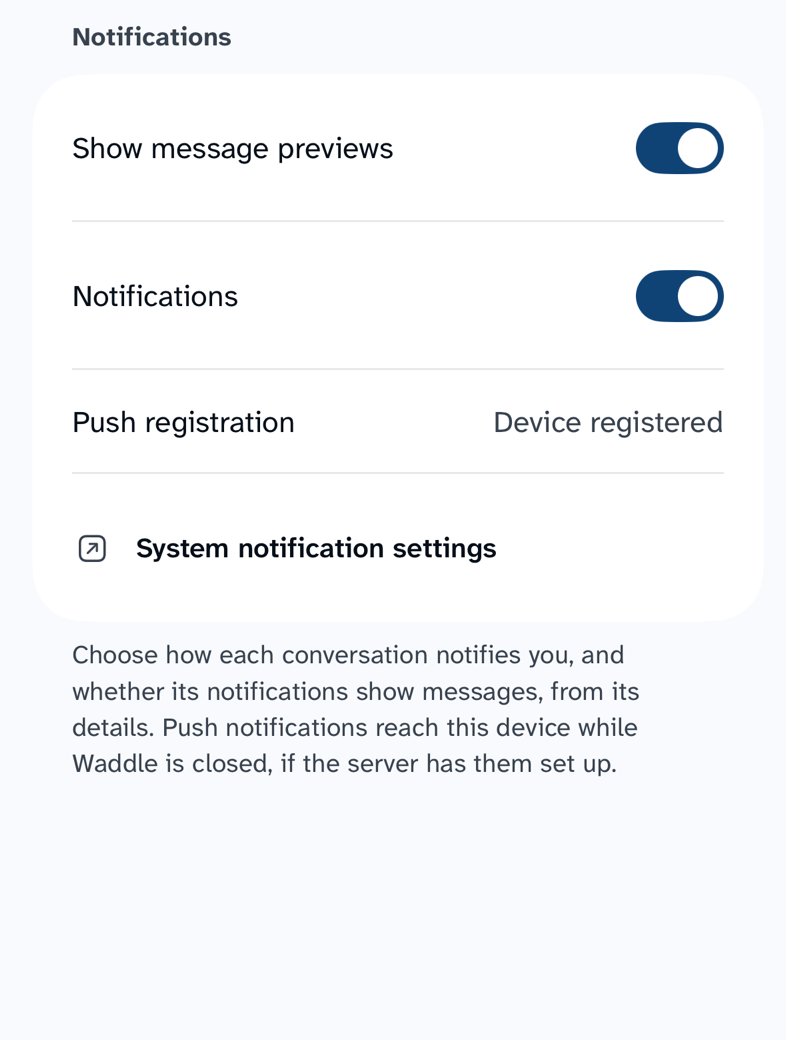 Notifications
Show message previews
Notifications
Push registration Device registered
System notification settings
Choose how each conversation notifies you, and
whether its notifications show messages, from its
details. Push notifications reach this device while
Waddle is closed, if the server has them set up.